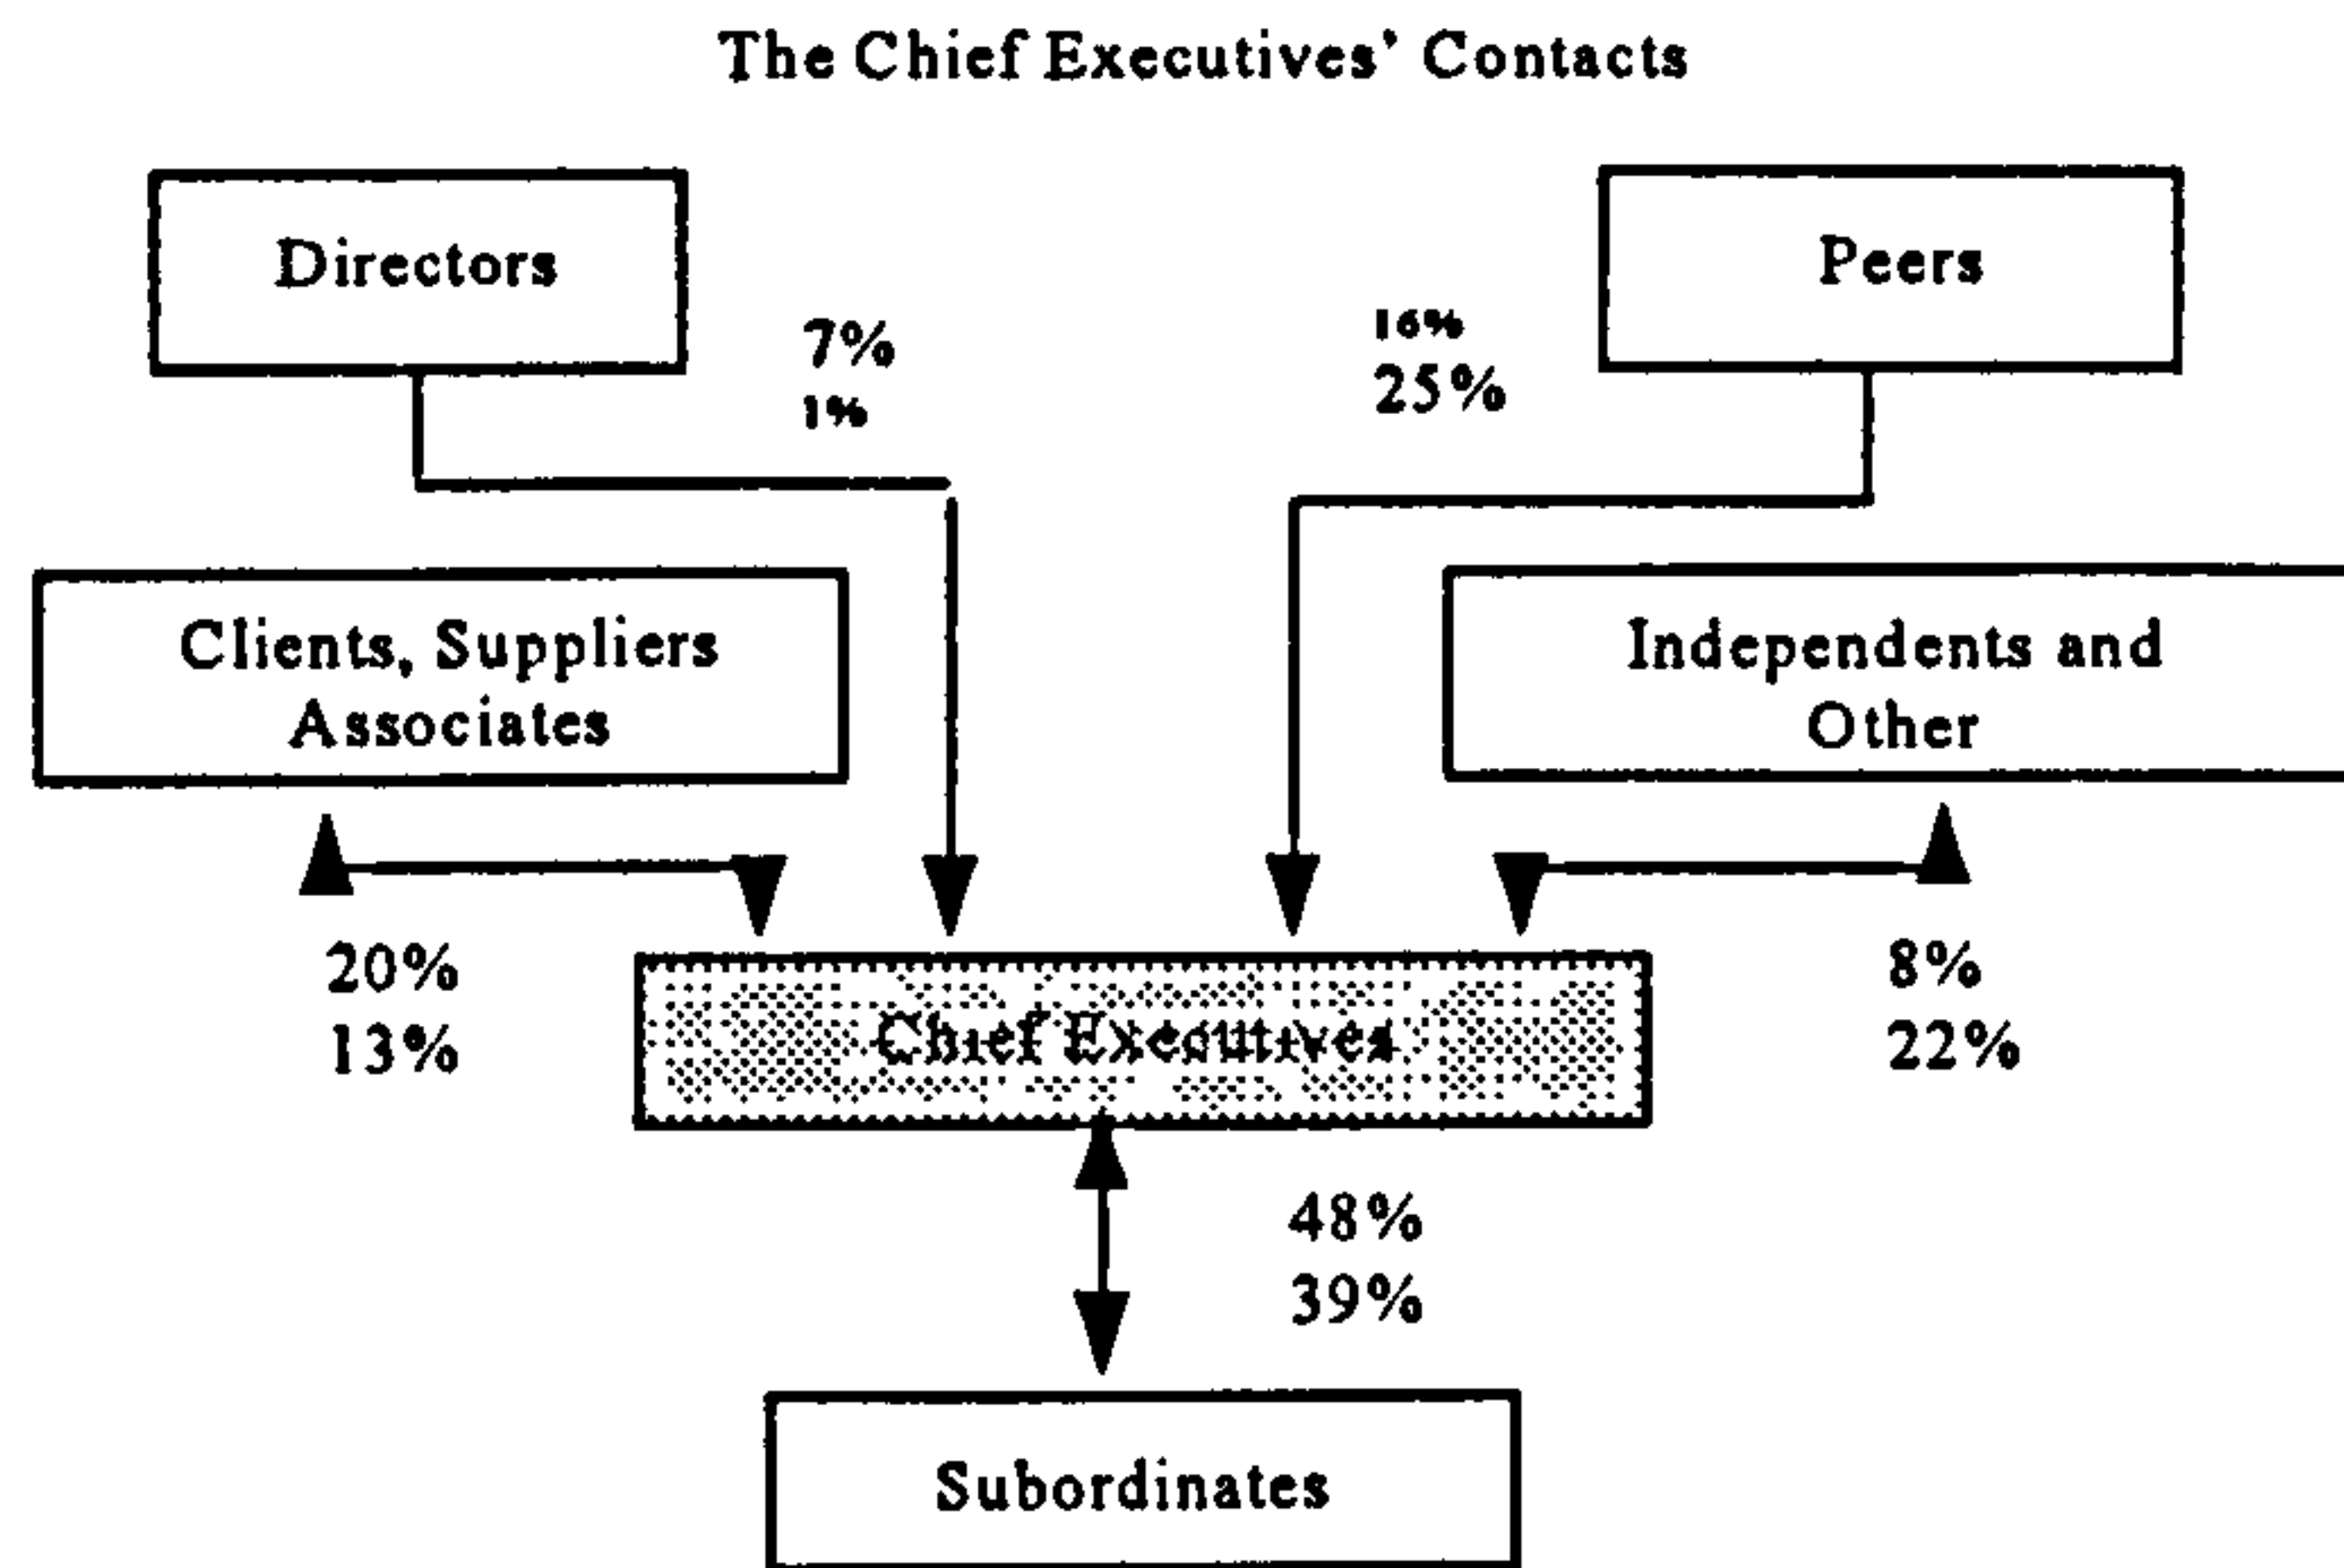 The Chief Executives' Contacts
Directors
Peers
7%
1%
16%
25%
Clients, Suppliers
Associates
Independents and
Other
20%
13%
8%
22%
Chief Executives
48%
39%
Subordinates